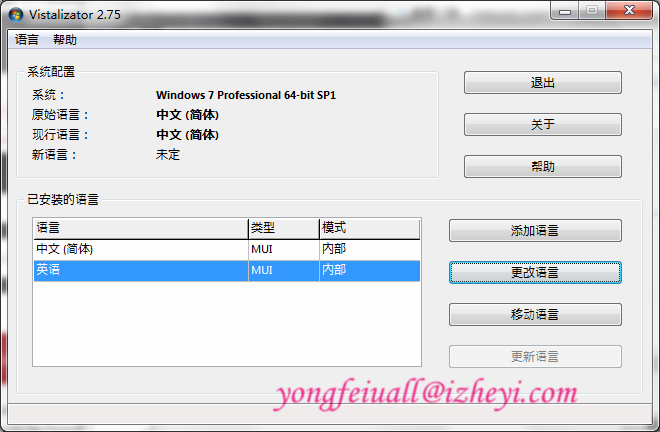 Vistalizator 2.75
语言 帮助
系统配置
系统： Windows 7 Professional 64-bit SP1
原始语言： 中文 (简体)
现行语言： 中文 (简体)
新语言： 未定
退出
关于
帮助
已安装的语言
语言 类型 模式
中文 (简体) MUI 内部
英语 MUI 内部
添加语言
更改语言
移动语言
更新语言
yongfeiuall@izheyi.com